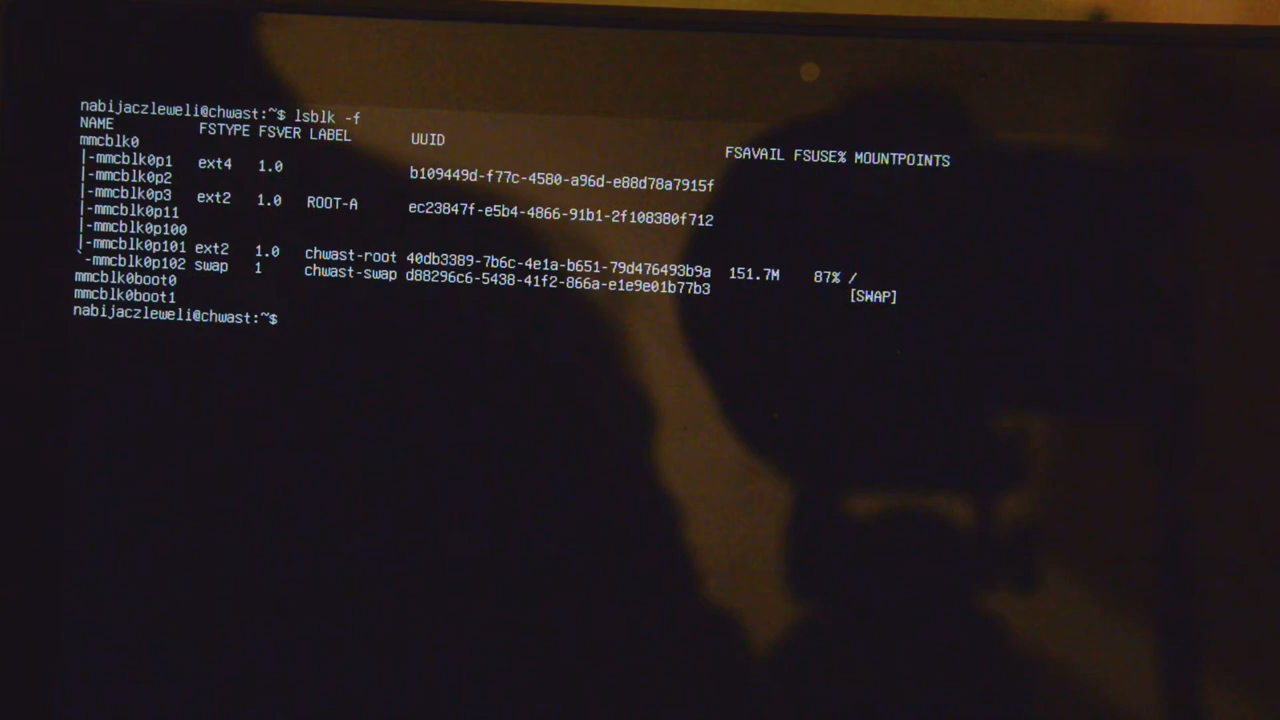 nabijaczleweli@chwast:~$ lsblk -f
NAME FSTYPE FSVER LABEL UUID FSAVAIL FSUSE% MOUNTPOINTS
mmcblk0
|-mmcblk0p1 ext4 1.0 b109449d-f77c-4580-a96d-e88d78a7915f
|-mmcblk0p2
|-mmcblk0p3 ext2 1.0 ROOT-A ec23847f-e5b4-4866-91b1-2f108380f712
|-mmcblk0p11
|-mmcblk0p100
|-mmcblk0p101 ext2 1.0 chwast-root 40db3389-7b6c-4e1a-b651-79d476493b9a 151.7M 87% /
`-mmcblk0p102 swap 1 chwast-swap d88296c6-5438-41f2-866a-e1e9e01b77b3 [SWAP]
mmcblk0boot0
mmcblk0boot1
nabijaczleweli@chwast:~$